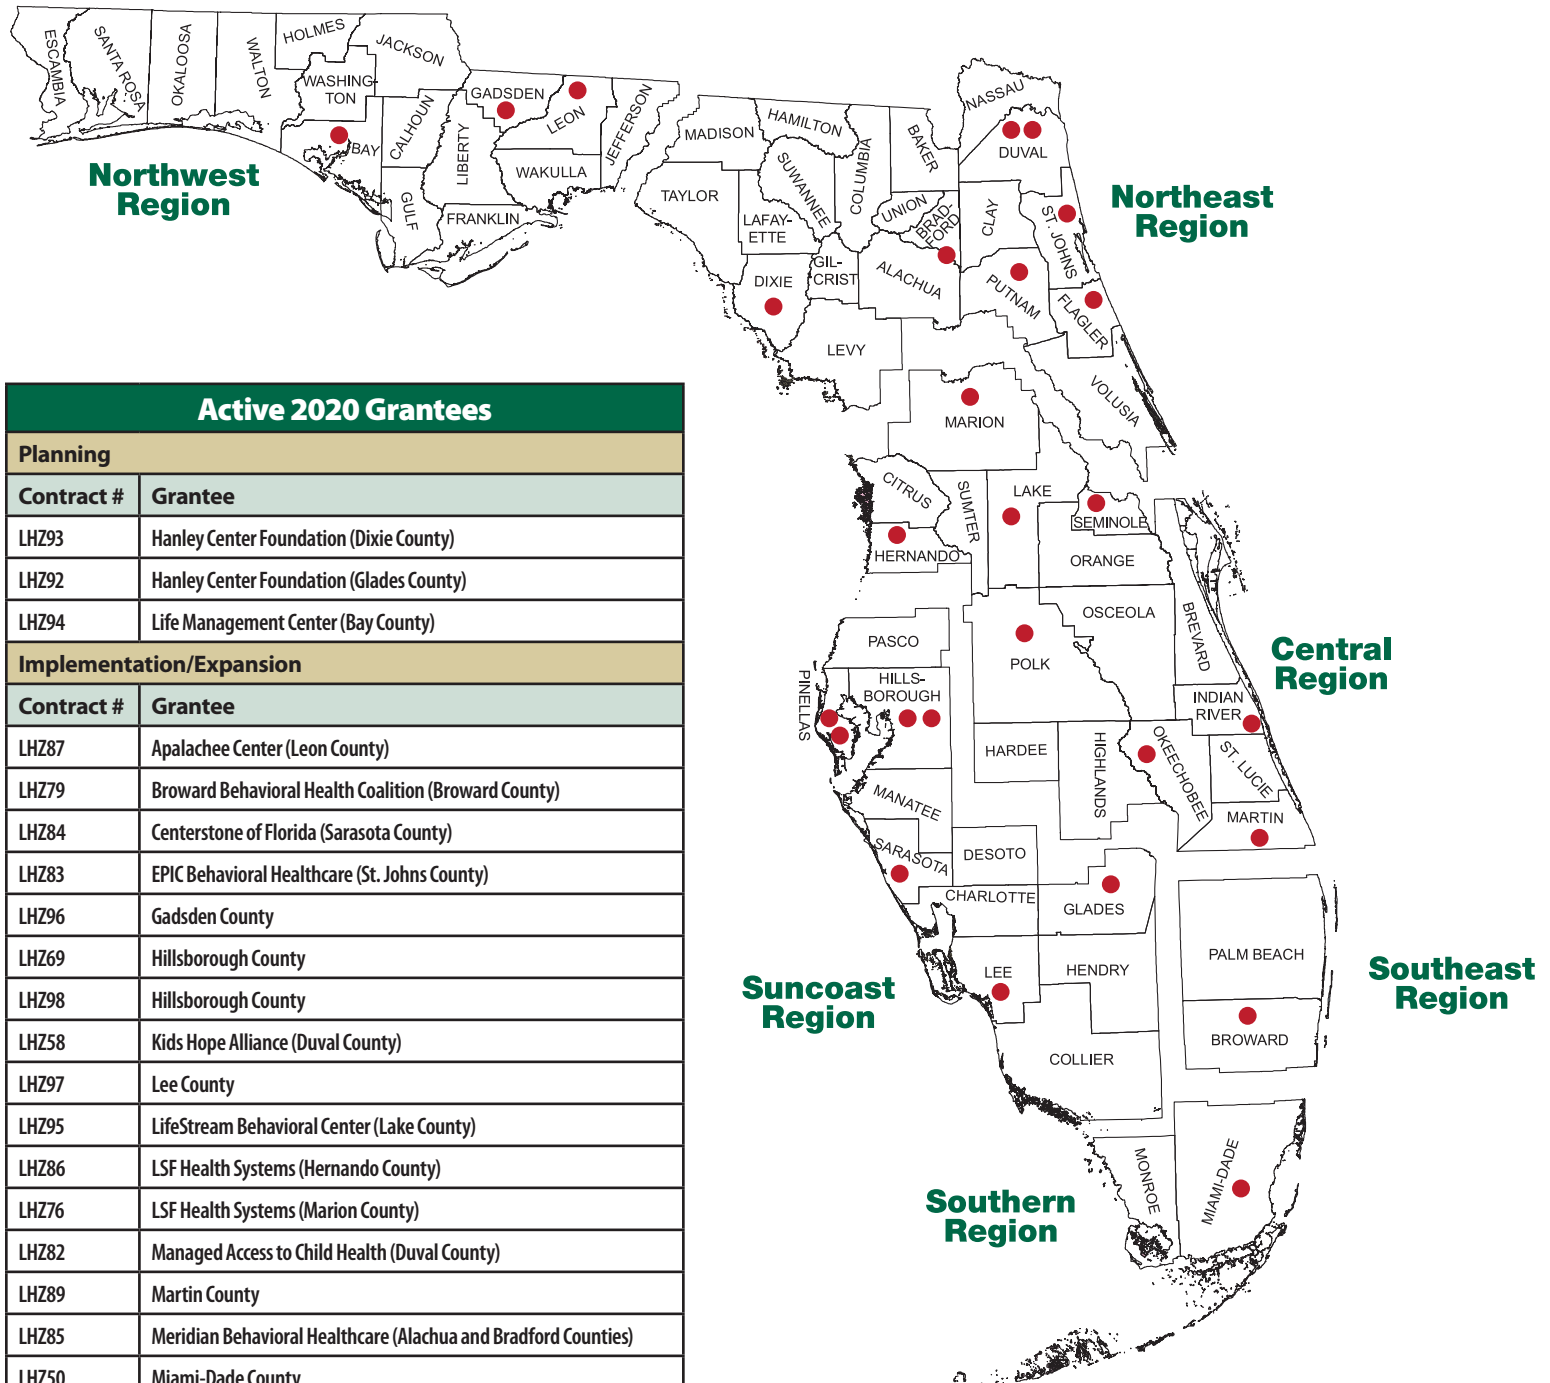 ESCAMBIA
SANTA ROSA
OKALOOSA
WALTON
HOLMES
JACKSON
WASHING-
TON
BAY
CALHOUN
GULF
LIBERTY
GADSDEN
LEON
JEFFERSON
WAKULLA
FRANKLIN
Northwest
Region
MADISON
TAYLOR
HAMILTON
SUWANNEE
LAFAY-
ETTE
COLUMBIA
BAKER
UNION
BRAD-
FORD
NASSAU
DUVAL
CLAY
ST. JOHNS
Northeast
Region
DIXIE
GIL-
CRIST
ALACHUA
PUTNAM
FLAGLER
LEVY
VOLUSIA
MARION
CITRUS
SUMTER
LAKE
SEMINOLE
HERNANDO
ORANGE
OSCEOLA
BREVARD
PASCO
POLK
Central
Region
PINELLAS
HILLS-
BOROUGH
INDIAN
RIVER
HARDEE
HIGHLANDS
OKEECHOBEE
ST. LUCIE
MANATEE
MARTIN
SARASOTA
DESOTO
CHARLOTTE
GLADES
LEE
HENDRY
PALM BEACH
Suncoast
Region
Southeast
Region
BROWARD
COLLIER
MONROE
MIAMI-DADE
Southern
Region
Active 2020 Grantees
Planning
Contract # Grantee
LHZ93 Hanley Center Foundation (Dixie County)
LHZ92 Hanley Center Foundation (Glades County)
LHZ94 Life Management Center (Bay County)
Implementation/Expansion
Contract # Grantee
LHZ87 Apalachee Center (Leon County)
LHZ79 Broward Behavioral Health Coalition (Broward County)
LHZ84 Centerstone of Florida (Sarasota County)
LHZ83 EPIC Behavioral Healthcare (St. Johns County)
LHZ96 Gadsden County
LHZ69 Hillsborough County
LHZ98 Hillsborough County
LHZ58 Kids Hope Alliance (Duval County)
LHZ97 Lee County
LHZ95 LifeStream Behavioral Center (Lake County)
LHZ86 LSF Health Systems (Hernando County)
LHZ76 LSF Health Systems (Marion County)
LHZ82 Managed Access to Child Health (Duval County)
LHZ89 Martin County
LHZ85 Meridian Behavioral Healthcare (Alachua and Bradford Counties)
LHZ50 Miami-Dade County